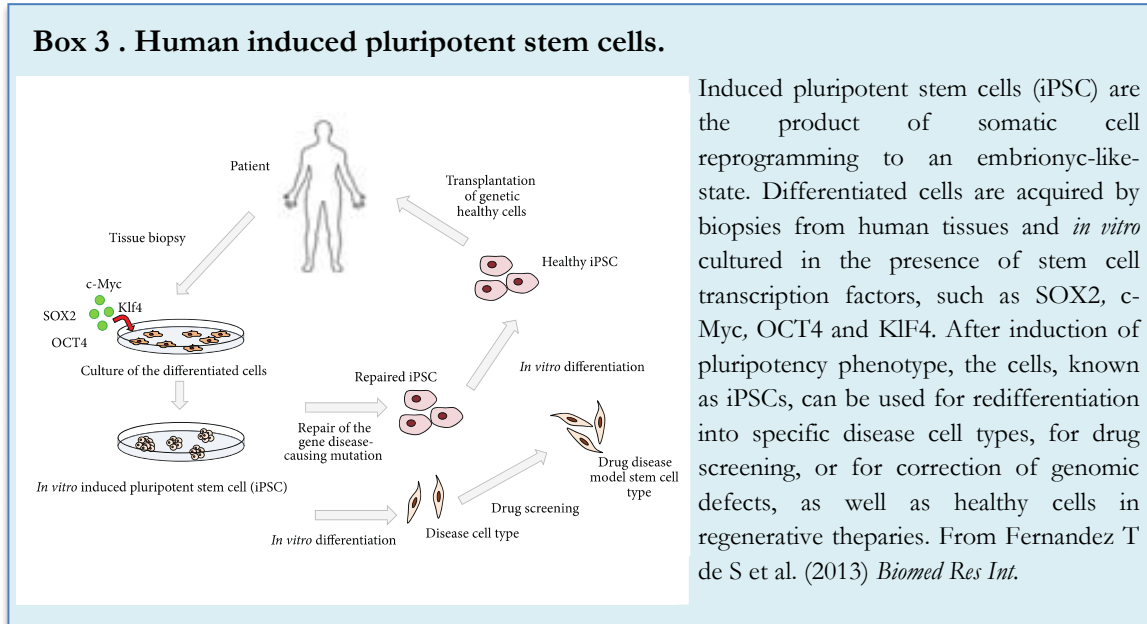 Box 3 . Human induced pluripotent stem cells.
Patient
Tissue biopsy
c-Myc
SOX2
Klf4
OCT4
Culture of the differentiated cells
In vitro induced pluripotent stem cell (iPSC)
Repair of the
gene disease-
causing mutation
Repaired iPSC
In vitro differentiation
Healthy iPSC
Transplantation
of genetic
healthy cells
In vitro differentiation
Disease cell type
Drug screening
Drug disease
model stem cell
type
Induced pluripotent stem cells (iPSC) are
the product of somatic cell
reprogramming to an embrionyc-like-
state. Differentiated cells are acquired by
biopsies from human tissues and in vitro
cultured in the presence of stem cell
transcription factors, such as SOX2, c-
Myc, OCT4 and KlF4. After induction of
pluripotency phenotype, the cells, known
as iPSCs, can be used for redifferentiation
into specific disease cell types, for drug
screening, or for correction of genomic
defects, as well as healthy cells in
regenerative theparies. From Fernandez T
de S et al. (2013) Biomed Res Int.